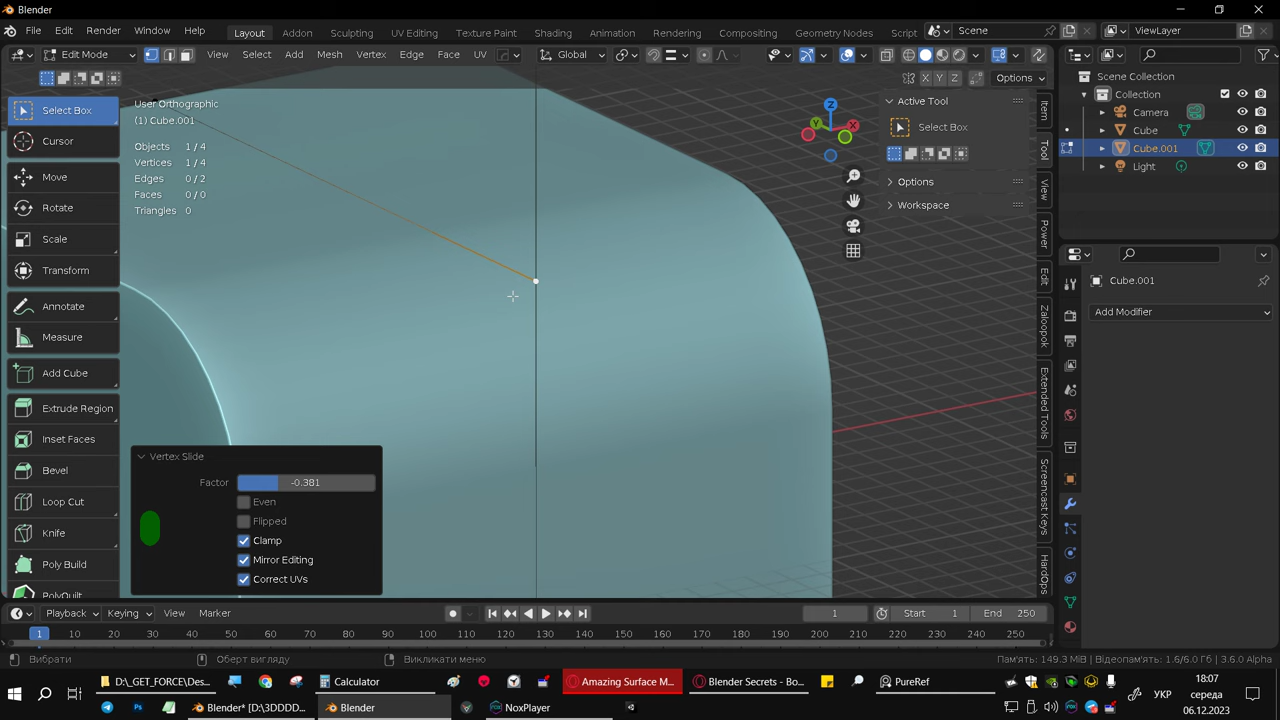 Blender
File Edit Render Window Help Layout Addon Sculpting UV Editing Texture Paint Shading Animation Rendering Compositing Geometry Nodes Script Scene ViewLayer
Edit Mode View Select Add Mesh Vertex Edge Face UV Global
X Y Z Options
Select Box
Cursor
Move
Rotate
Scale
Transform
Annotate
Measure
Add Cube
Extrude Region
Inset Faces
Bevel
Loop Cut
Knife
Poly Build
PolyQuilt
User Orthographic
(1) Cube.001
Objects 1/4
Vertices 1/4
Edges 0/2
Faces 0/0
Triangles 0
Z
Y X
Active Tool
Select Box
Options
Workspace
Item
Tool
View
Power
Edit
Zaloopok
Extended Tools
Screencast Keys
HardOps
Scene Collection
Collection
Camera
Cube
Cube.001
Light
Cube.001
Add Modifier
Vertex Slide
Factor -0.381
Even
Flipped
Clamp
Mirror Editing
Correct UVs
Playback Keying View Marker 1 Start 1 End 250
1 10 20 30 40 50 60 70 80 90 100 110 120 130 140 150 160 170 180 190 200 210 220 230 240 250
Вибрати Оберт вигляду Викликати меню Пам'ять: 149.3 МіВ | Відеопам'ять: 1.6/6.0 Гів | 3.6.0 Alpha
D:\_GET_FORCE\Des... Calculator Amazing Surface M... Blender Secrets - Bo... PureRef
Blender* [D:\3DDDD... Blender NoxPlayer
УКР
18:07
середа
06.12.2023